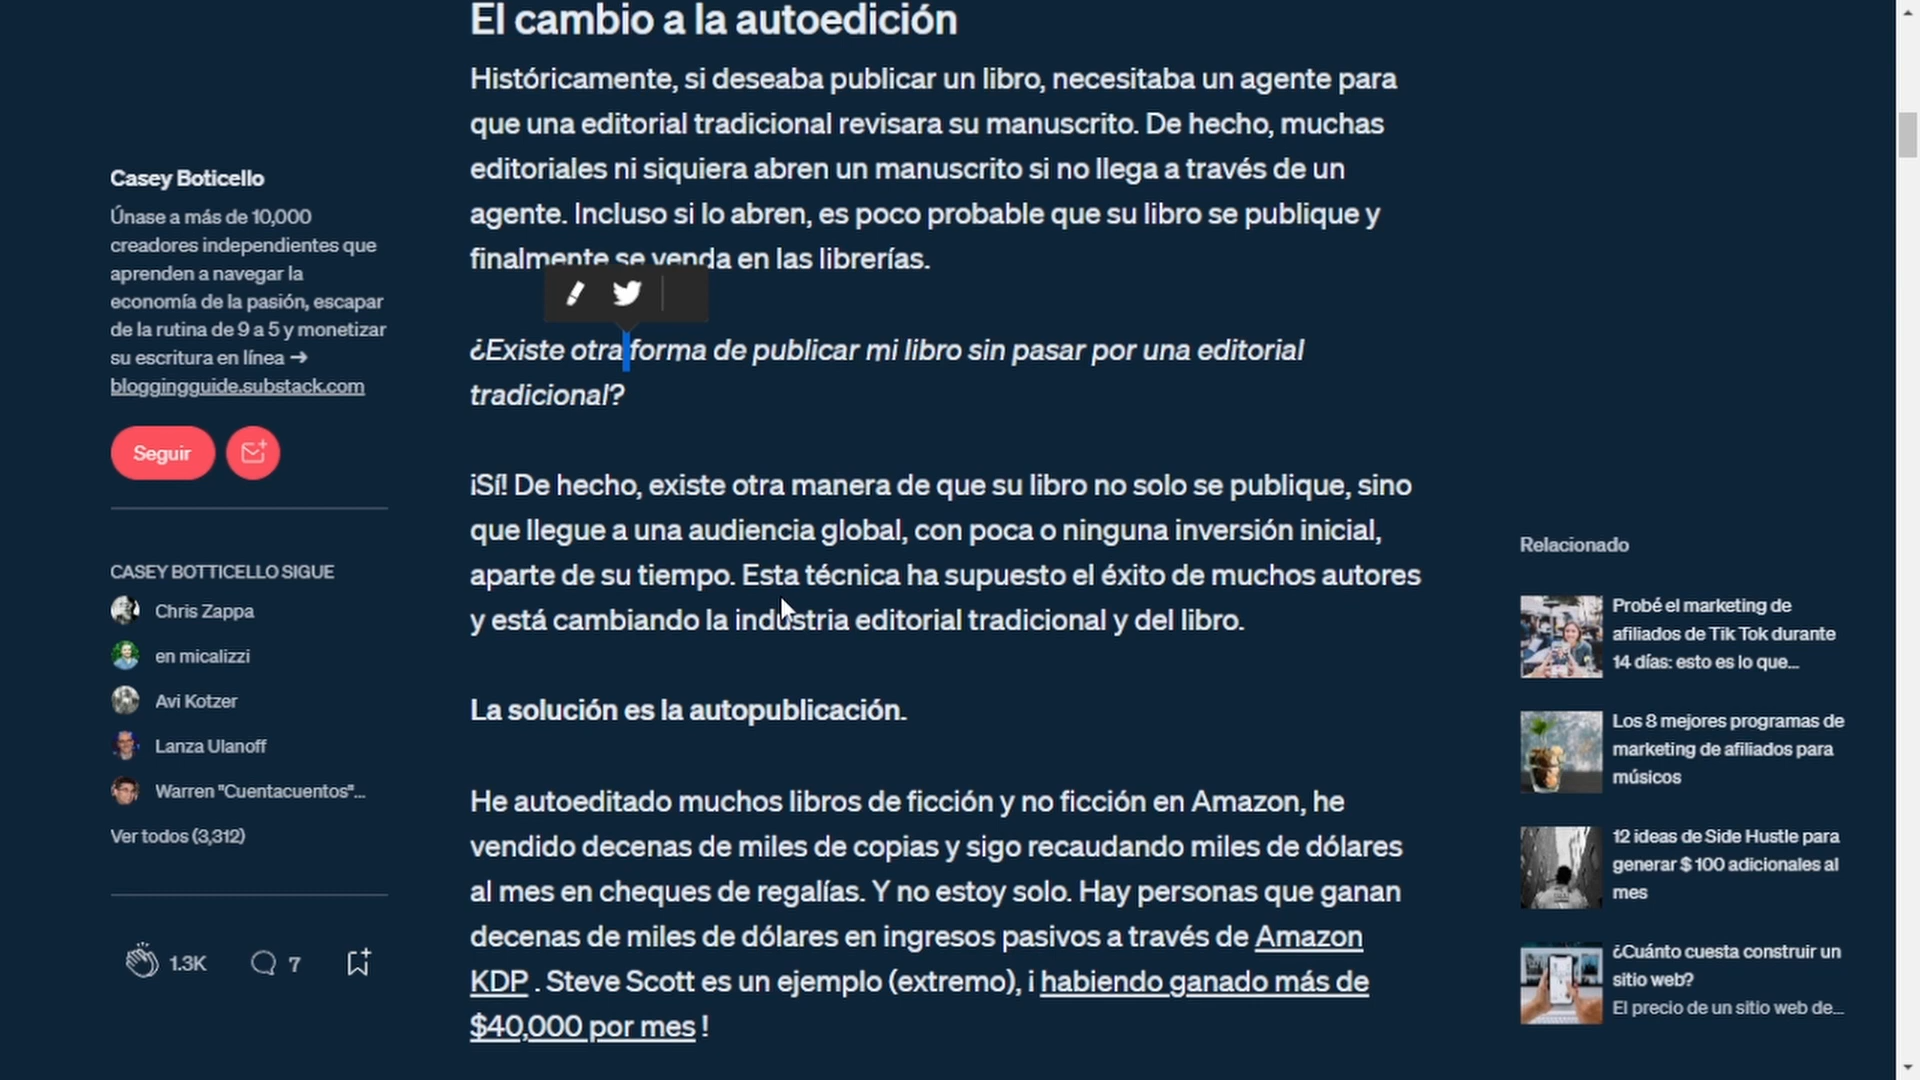 El cambio a la autoedición
Históricamente, si deseaba publicar un libro, necesitaba un agente para
que una editorial tradicional revisara su manuscrito. De hecho, muchas
editoriales ni siquiera abren un manuscrito si no llega a través de un
agente. Incluso si lo abren, es poco probable que su libro se publique y
finalmente se venda en las librerías.
¿Existe otra forma de publicar mi libro sin pasar por una editorial
tradicional?
¡Sí! De hecho, existe otra manera de que su libro no solo se publique, sino
que llegue a una audiencia global, con poca o ninguna inversión inicial,
aparte de su tiempo. Esta técnica ha supuesto el éxito de muchos autores
y está cambiando la industria editorial tradicional y del libro.
La solución es la autopublicación.
He autoeditado muchos libros de ficción y no ficción en Amazon, he
vendido decenas de miles de copias y sigo recaudando miles de dólares
al mes en cheques de regalías. Y no estoy solo. Hay personas que ganan
decenas de miles de dólares en ingresos pasivos a través de Amazon
KDP . Steve Scott es un ejemplo (extremo), ¡ habiendo ganado más de
$40,000 por mes !
Casey Boticello
Únase a más de 10,000
creadores independientes que
aprenden a navegar la
economía de la pasión, escapar
de la rutina de 9 a 5 y monetizar
su escritura en línea ➔
bloggingguide.substack.com
Seguir
CASEY BOTTICELLO SIGUE
Chris Zappa
en micalizzi
Avi Kotzer
Lanza Ulanoff
Warren "Cuentacuentos"...
Ver todos (3,312)
1.3K 7
Relacionado
Probé el marketing de
afiliados de Tik Tok durante
14 días: esto es lo que...
Los 8 mejores programas de
marketing de afiliados para
músicos
12 ideas de Side Hustle para
generar $ 100 adicionales al
mes
¿Cuánto cuesta construir un
sitio web?
El precio de un sitio web de...